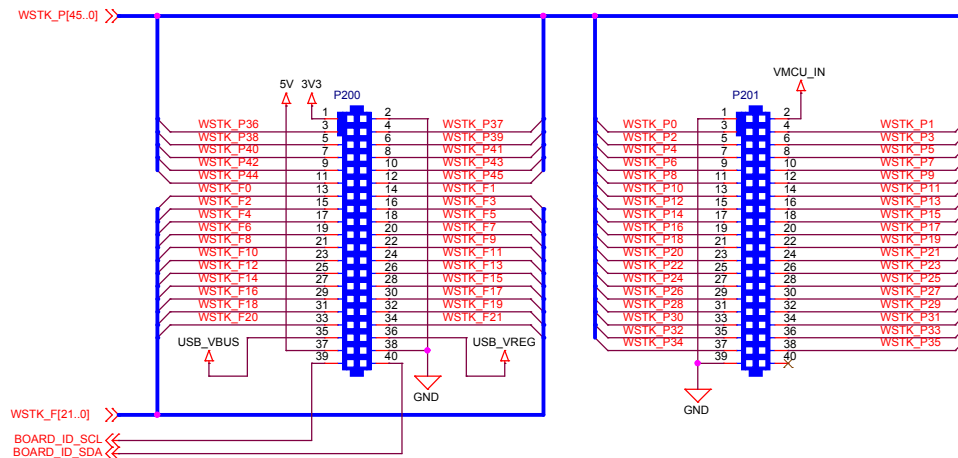 WSTK_P[45..0]
5V 3V3 VMCU_IN
P200 P201
1 2 1 2
WSTK_P36 3 4 WSTK_P37 WSTK_P0 3 4 WSTK_P1
WSTK_P38 5 6 WSTK_P39 WSTK_P2 5 6 WSTK_P3
WSTK_P40 7 8 WSTK_P41 WSTK_P4 7 8 WSTK_P5
WSTK_P42 9 10 WSTK_P43 WSTK_P6 9 10 WSTK_P7
WSTK_P44 11 12 WSTK_P45 WSTK_P8 11 12 WSTK_P9
WSTK_F0 13 14 WSTK_F1 WSTK_P10 13 14 WSTK_P11
WSTK_F2 15 16 WSTK_F3 WSTK_P12 15 16 WSTK_P13
WSTK_F4 17 18 WSTK_F5 WSTK_P14 17 18 WSTK_P15
WSTK_F6 19 20 WSTK_F7 WSTK_P16 19 20 WSTK_P17
WSTK_F8 21 22 WSTK_F9 WSTK_P18 21 22 WSTK_P19
WSTK_F10 23 24 WSTK_F11 WSTK_P20 23 24 WSTK_P21
WSTK_F12 25 26 WSTK_F13 WSTK_P22 25 26 WSTK_P23
WSTK_F14 27 28 WSTK_F15 WSTK_P24 27 28 WSTK_P25
WSTK_F16 29 30 WSTK_F17 WSTK_P26 29 30 WSTK_P27
WSTK_F18 31 32 WSTK_F19 WSTK_P28 31 32 WSTK_P29
WSTK_F20 33 34 WSTK_F21 WSTK_P30 33 34 WSTK_P31
35 36 WSTK_P32 35 36 WSTK_P33
USB_VBUS 37 38 USB_VREG WSTK_P34 37 38 WSTK_P35
39 40 39 40
GND GND
WSTK_F[21..0]
BOARD_ID_SCL
BOARD_ID_SDA